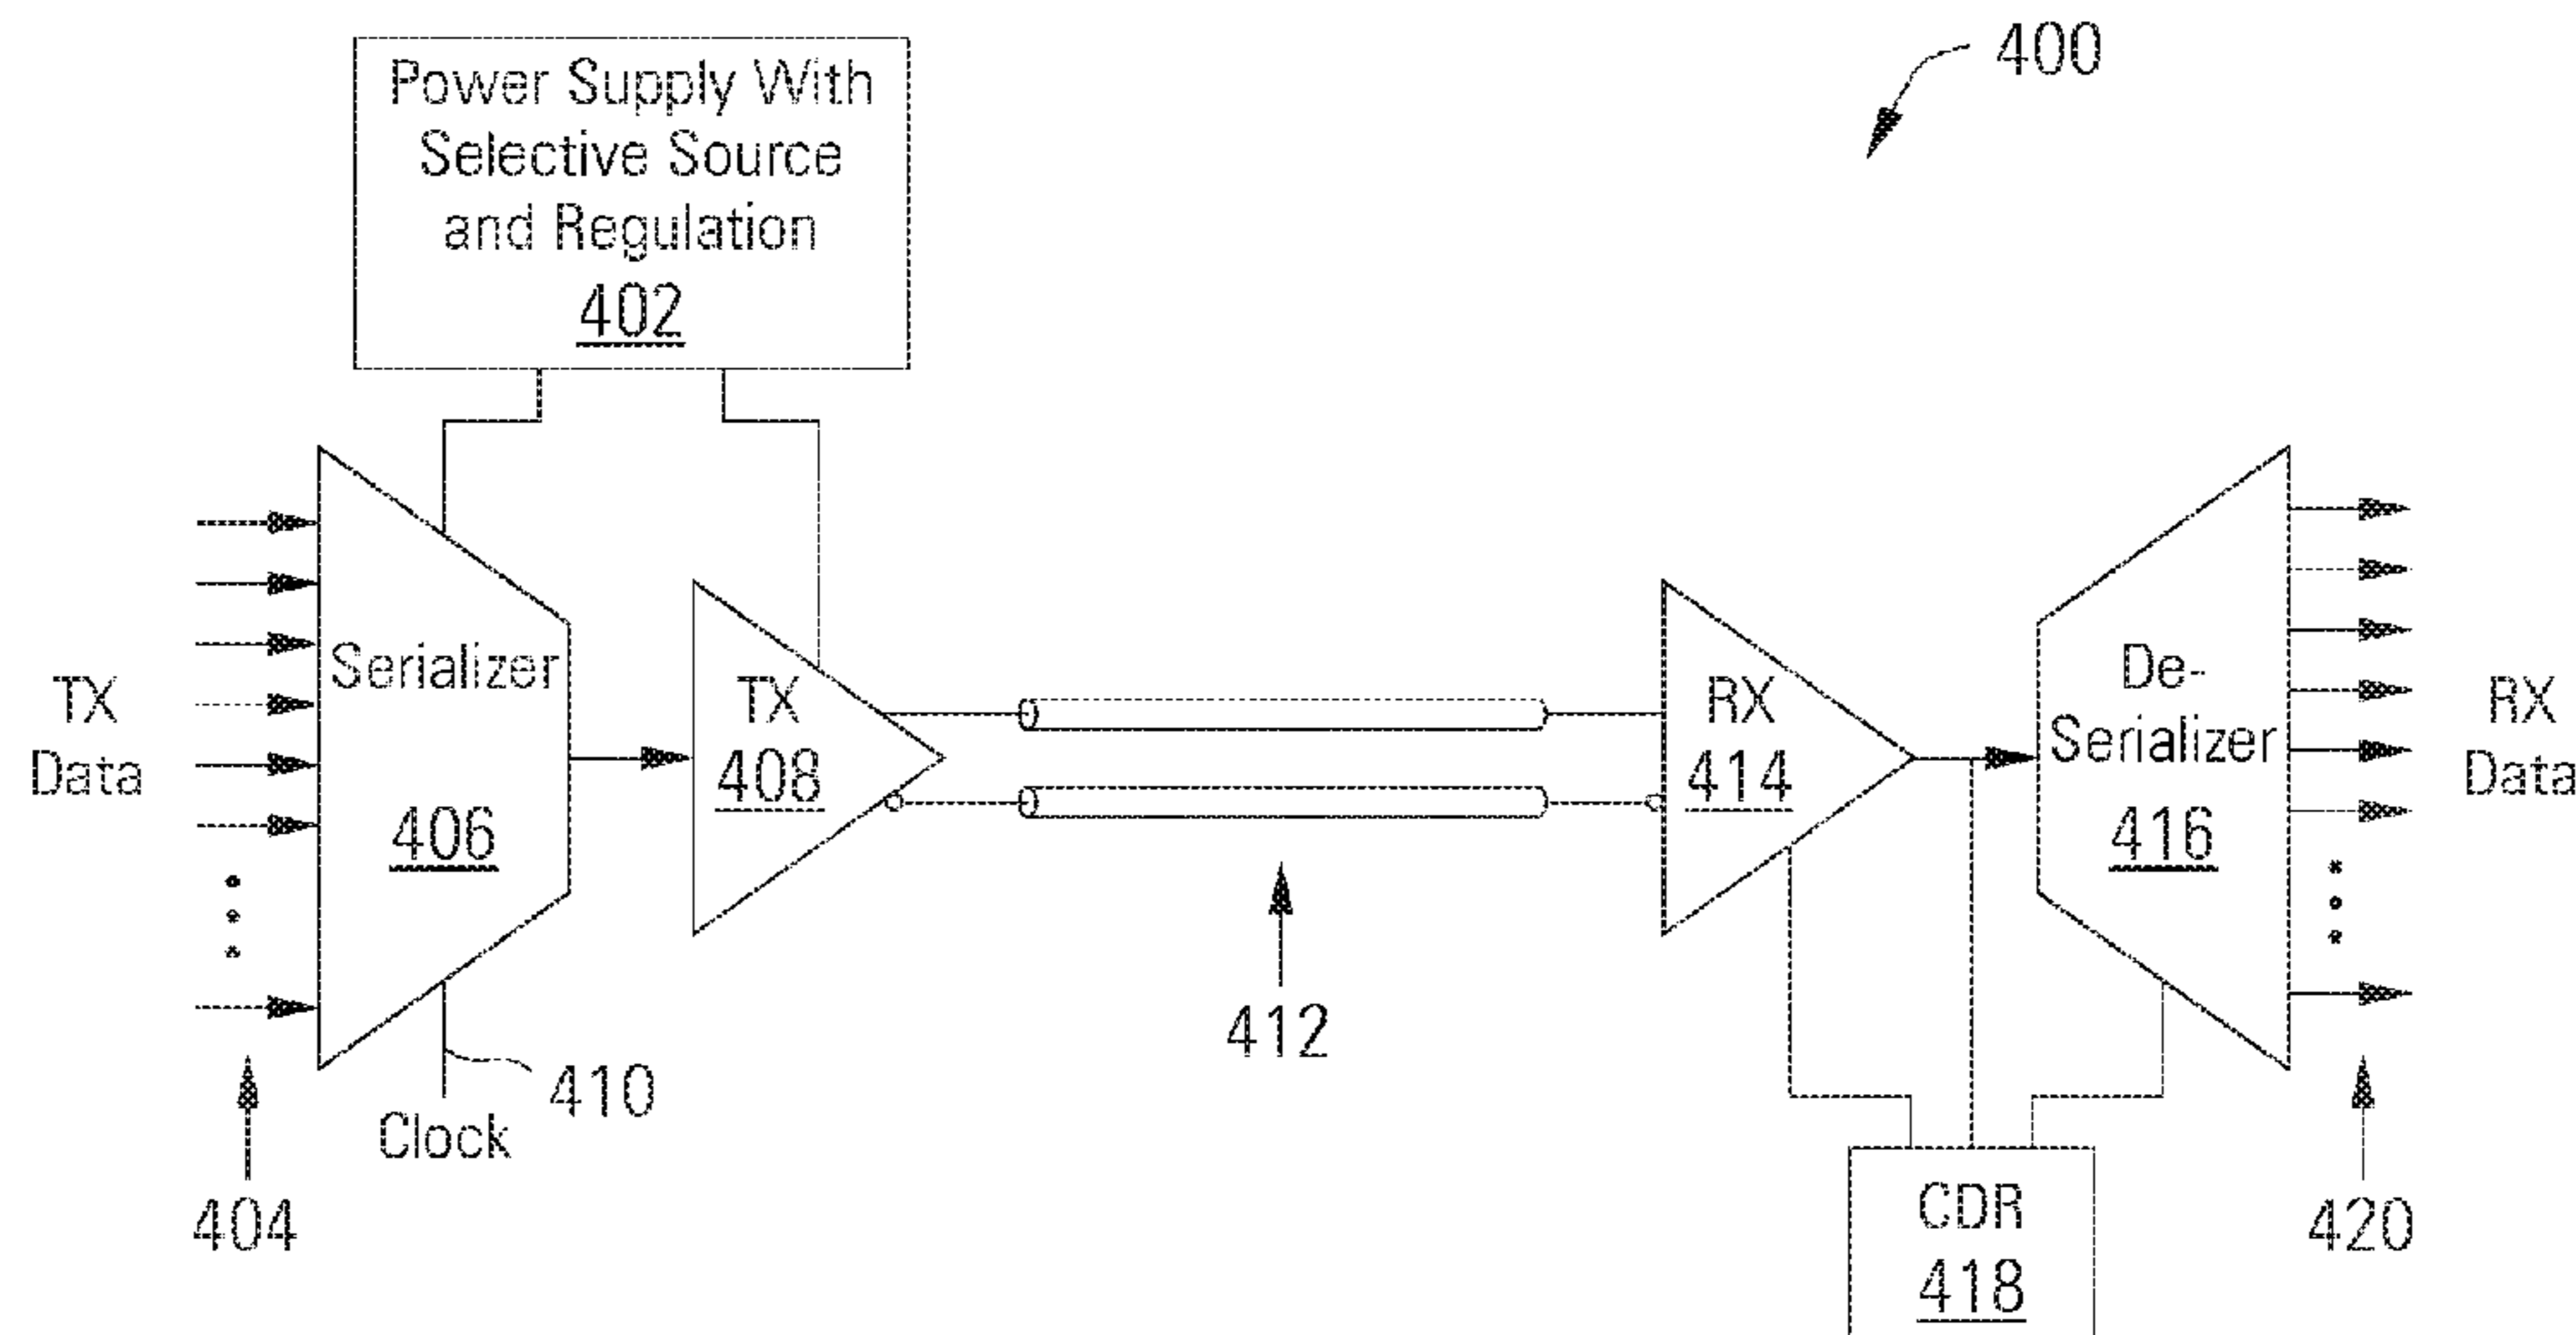 Power Supply With
Selective Source
and Regulation
402
400
TX
Data
Serializer
406
TX
408
RX
414
De-
Serializer
416
RX
Data
412
410
Clock
404
CDR
418
420